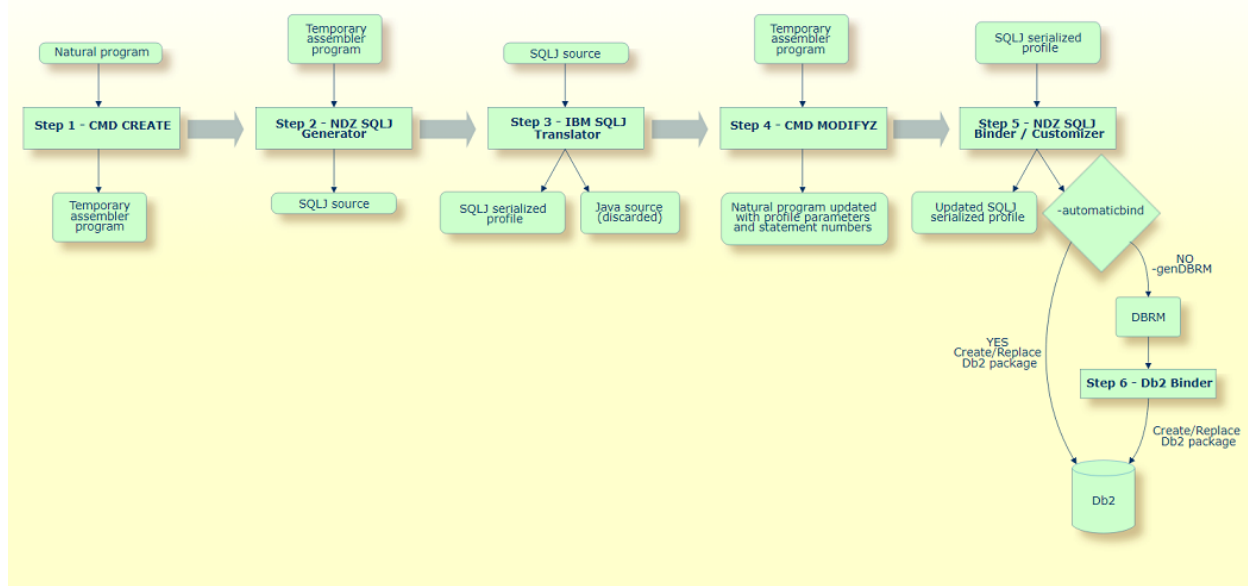 Natural program
Step 1 - CMD CREATE
Temporary
assembler
program
Temporary
assembler
program
Step 2 - NDZ SQLJ
Generator
SQLJ source
SQLJ source
Step 3 - IBM SQLJ
Translator
SQLJ serialized
profile
Java source
(discarded)
Temporary
assembler
program
Step 4 - CMD MODIFYZ
Natural program updated
with profile parameters
and statement numbers
SQLJ serialized
profile
Step 5 - NDZ SQLJ
Binder / Customizer
Updated SQLJ
serialized profile
-automaticbind
NO
-genDBRM
DBRM
YES
Create/Replace
Db2 package
Step 6 - Db2 Binder
Create/Replace
Db2 package
Db2